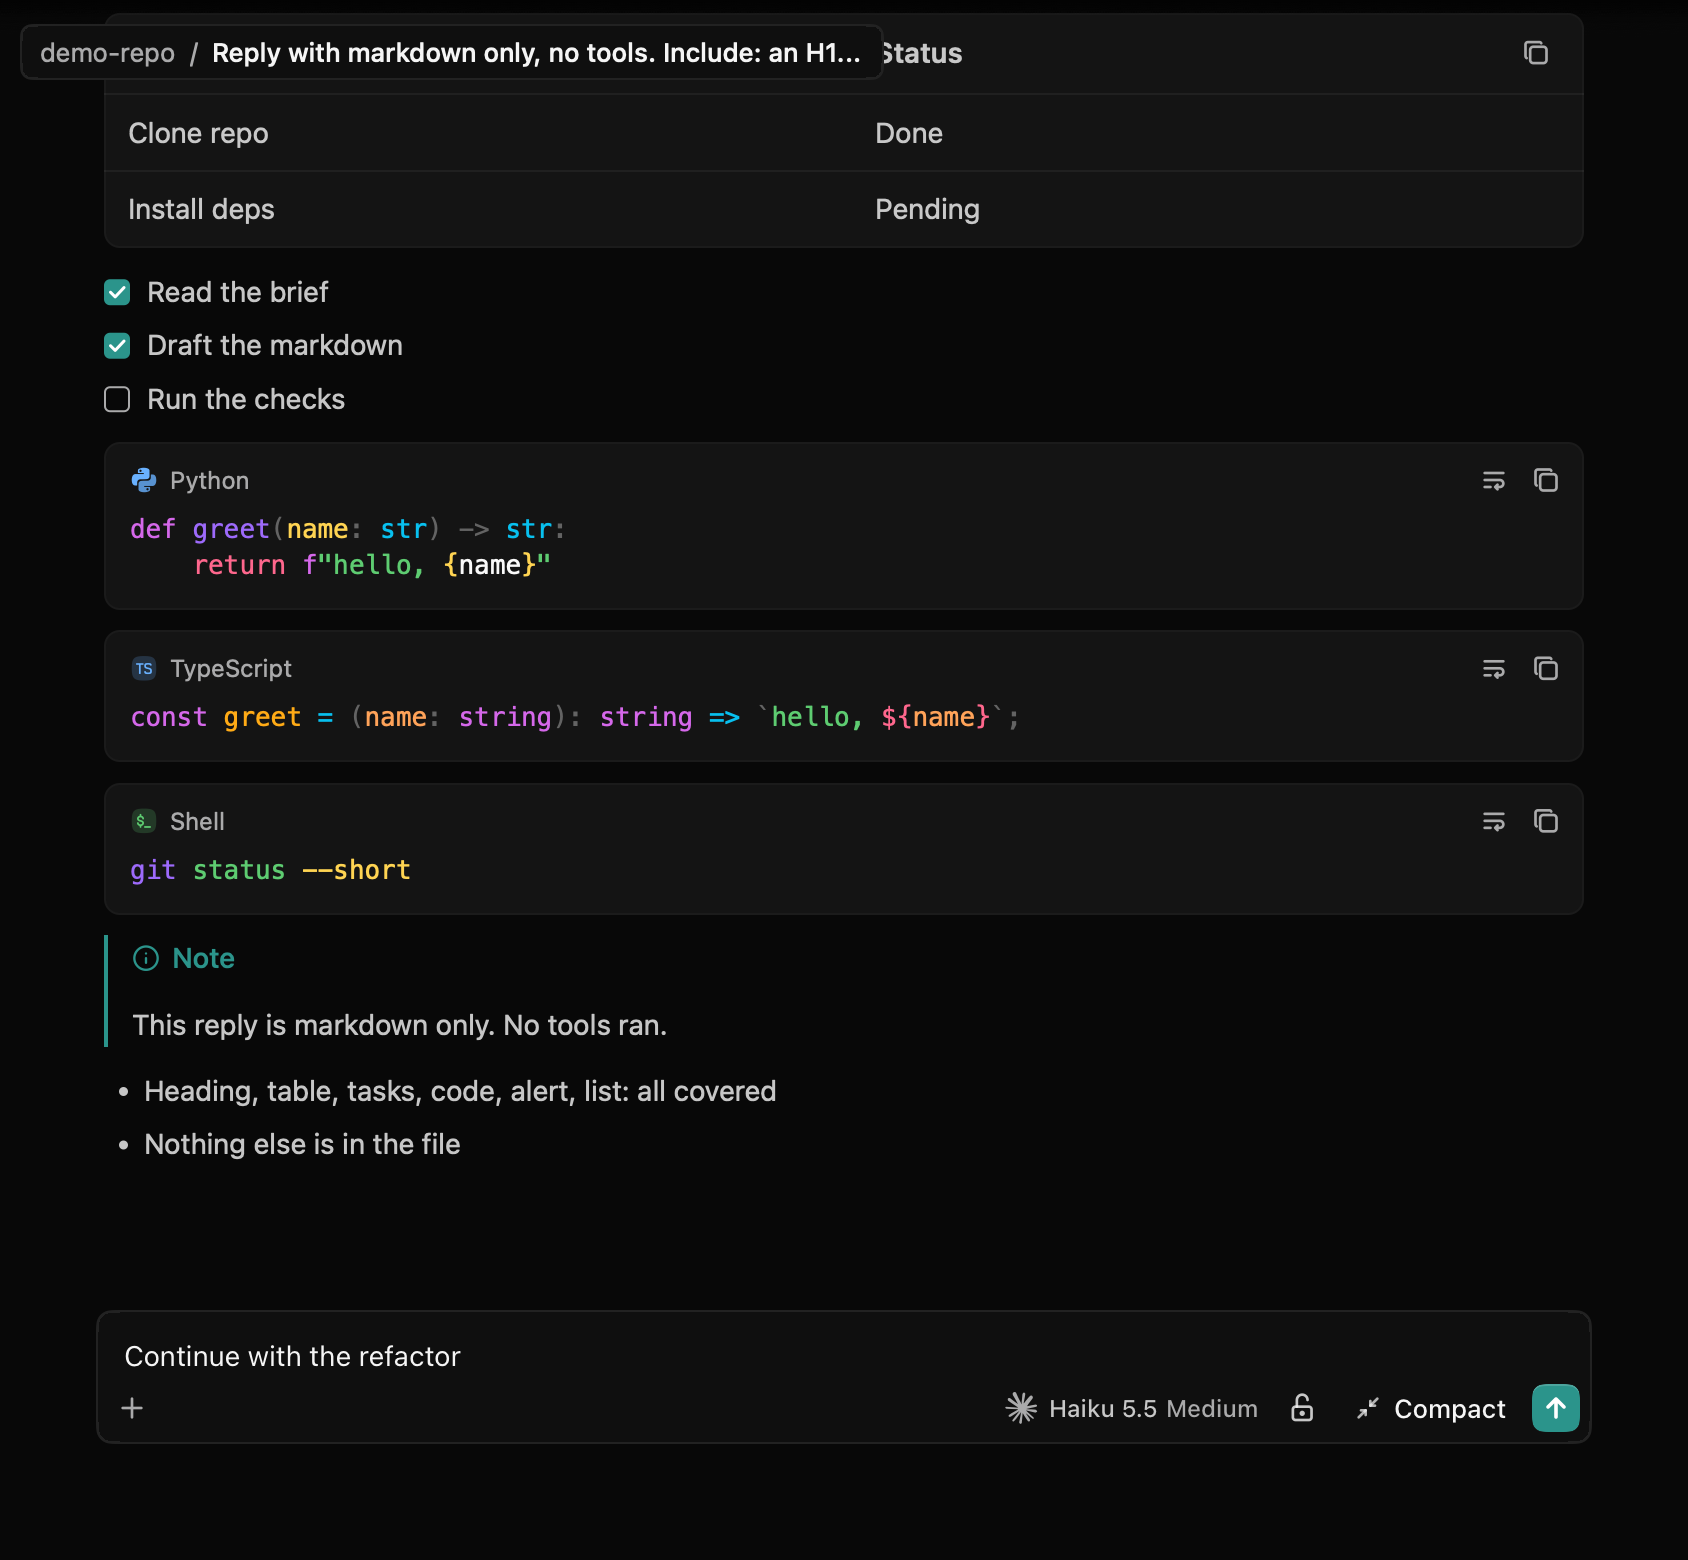 demo-repo / Reply with markdown only, no tools. Include: an H1...
Status
Clone repo Done
Install deps Pending
Read the brief
Draft the markdown
Run the checks
Python
def greet(name: str) -> str:
    return f"hello, {name}"
TS TypeScript
const greet = (name: string): string => `hello, ${name}`;
$_ Shell
git status --short
Note
This reply is markdown only. No tools ran.
• Heading, table, tasks, code, alert, list: all covered
• Nothing else is in the file
Continue with the refactor
Haiku 5.5 Medium Compact